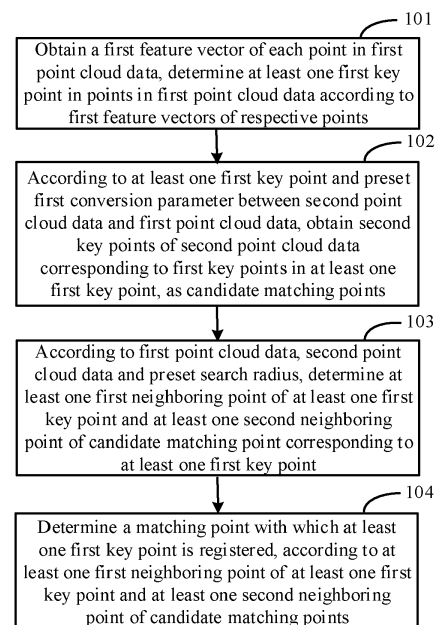 101
Obtain a first feature vector of each point in first
point cloud data, determine at least one first key
point in points in first point cloud data according to
first feature vectors of respective points
102
According to at least one first key point and preset
first conversion parameter between second point
cloud data and first point cloud data, obtain second
key points of second point cloud data
corresponding to first key points in at least one
first key point, as candidate matching points
103
According to first point cloud data, second point
cloud data and preset search radius, determine at
least one first neighboring point of at least one first
key point and at least one second neighboring
point of candidate matching point corresponding to
at least one first key point
104
Determine a matching point with which at least
one first key point is registered, according to at
least one first neighboring point of at least one first
key point and at least one second neighboring
point of candidate matching points